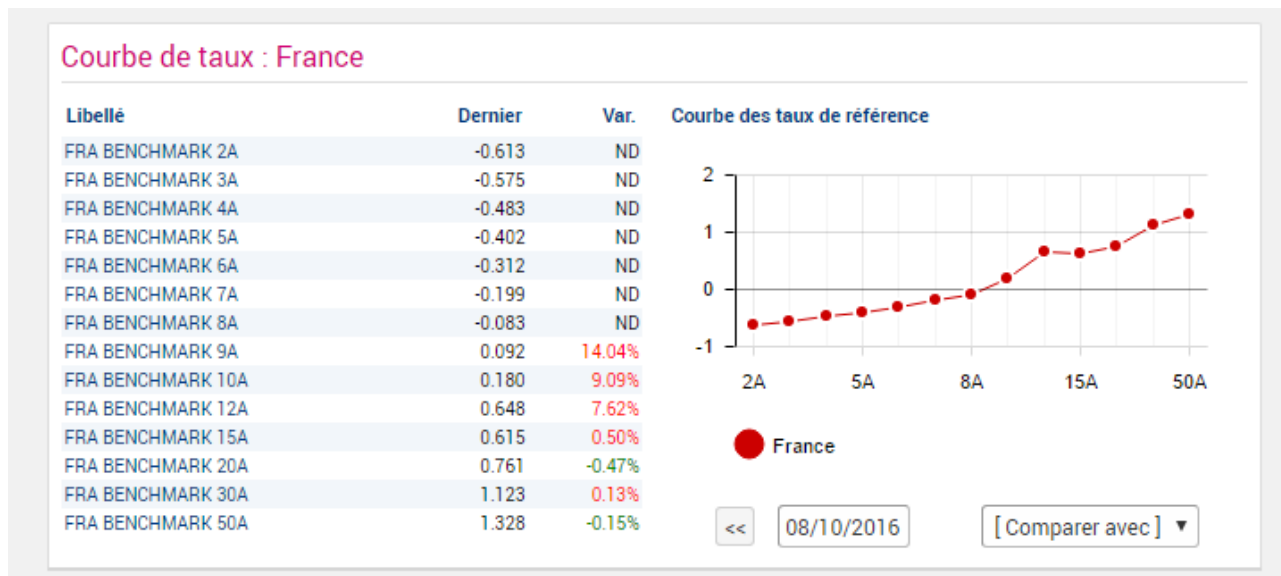 Courbe de taux : France
Libellé Dernier Var. Courbe des taux de référence
FRA BENCHMARK 2A -0.613 ND
FRA BENCHMARK 3A -0.575 ND
FRA BENCHMARK 4A -0.483 ND
FRA BENCHMARK 5A -0.402 ND
FRA BENCHMARK 6A -0.312 ND
FRA BENCHMARK 7A -0.199 ND
FRA BENCHMARK 8A -0.083 ND
FRA BENCHMARK 9A 0.092 14.04%
FRA BENCHMARK 10A 0.180 9.09%
FRA BENCHMARK 12A 0.648 7.62%
FRA BENCHMARK 15A 0.615 0.50%
FRA BENCHMARK 20A 0.761 -0.47%
FRA BENCHMARK 30A 1.123 0.13%
FRA BENCHMARK 50A 1.328 -0.15%
2
1
0
-1
2A 5A 8A 15A 50A
France
<< 08/10/2016 [ Comparer avec ] ▼